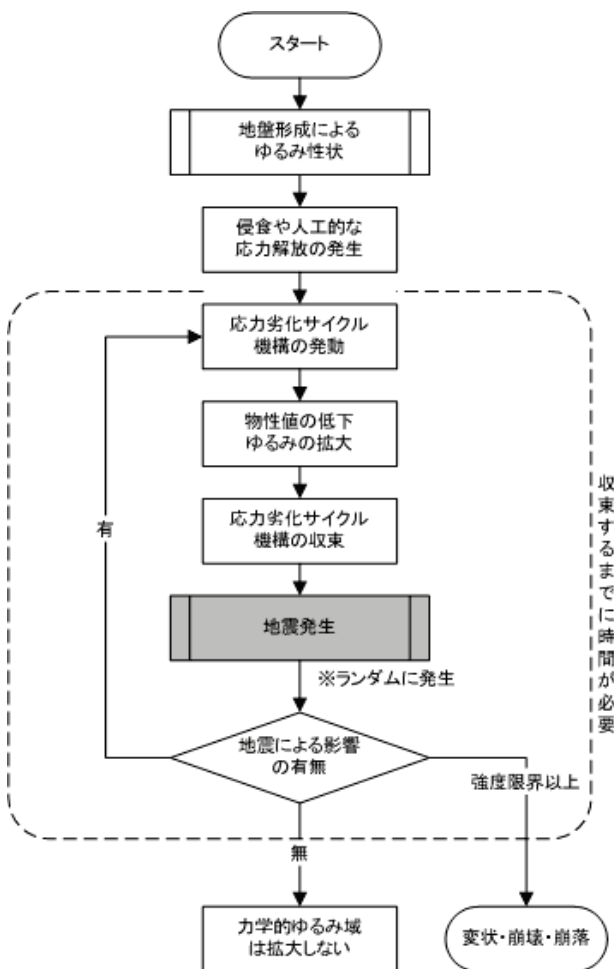 スタート
地盤形成による
ゆるみ性状
侵食や人工的な
応力解放の発生
応力劣化サイクル
機構の発動
物性値の低下
ゆるみの拡大
応力劣化サイクル
機構の収束
有
収束するまでに時間が必要
地震発生
※ランダムに発生
地震による影響
の有無
強度限界以上
無
力学的ゆるみ域
は拡大しない
変状・崩壊・崩落